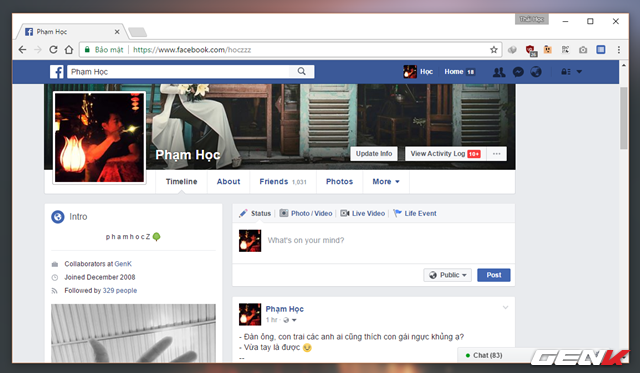 Thái Học
Phạm Học
Bảo mật
https://www.facebook.com/hoczzz
Phạm Học
Học
Home 18
Phạm Học
Update Info
View Activity Log 10+
Timeline
About
Friends 1,031
Photos
More
Intro
p h a m h o c Z
Collaborators at GenK
Joined December 2008
Followed by 329 people
Status
Photo / Video
Live Video
Life Event
What's on your mind?
Public
Post
Phạm Học
1 hr
- Đàn ông, con trai các anh ai cũng thích con gái ngực khủng a?
- Vừa tay là được
--
Chat (83)
GENK